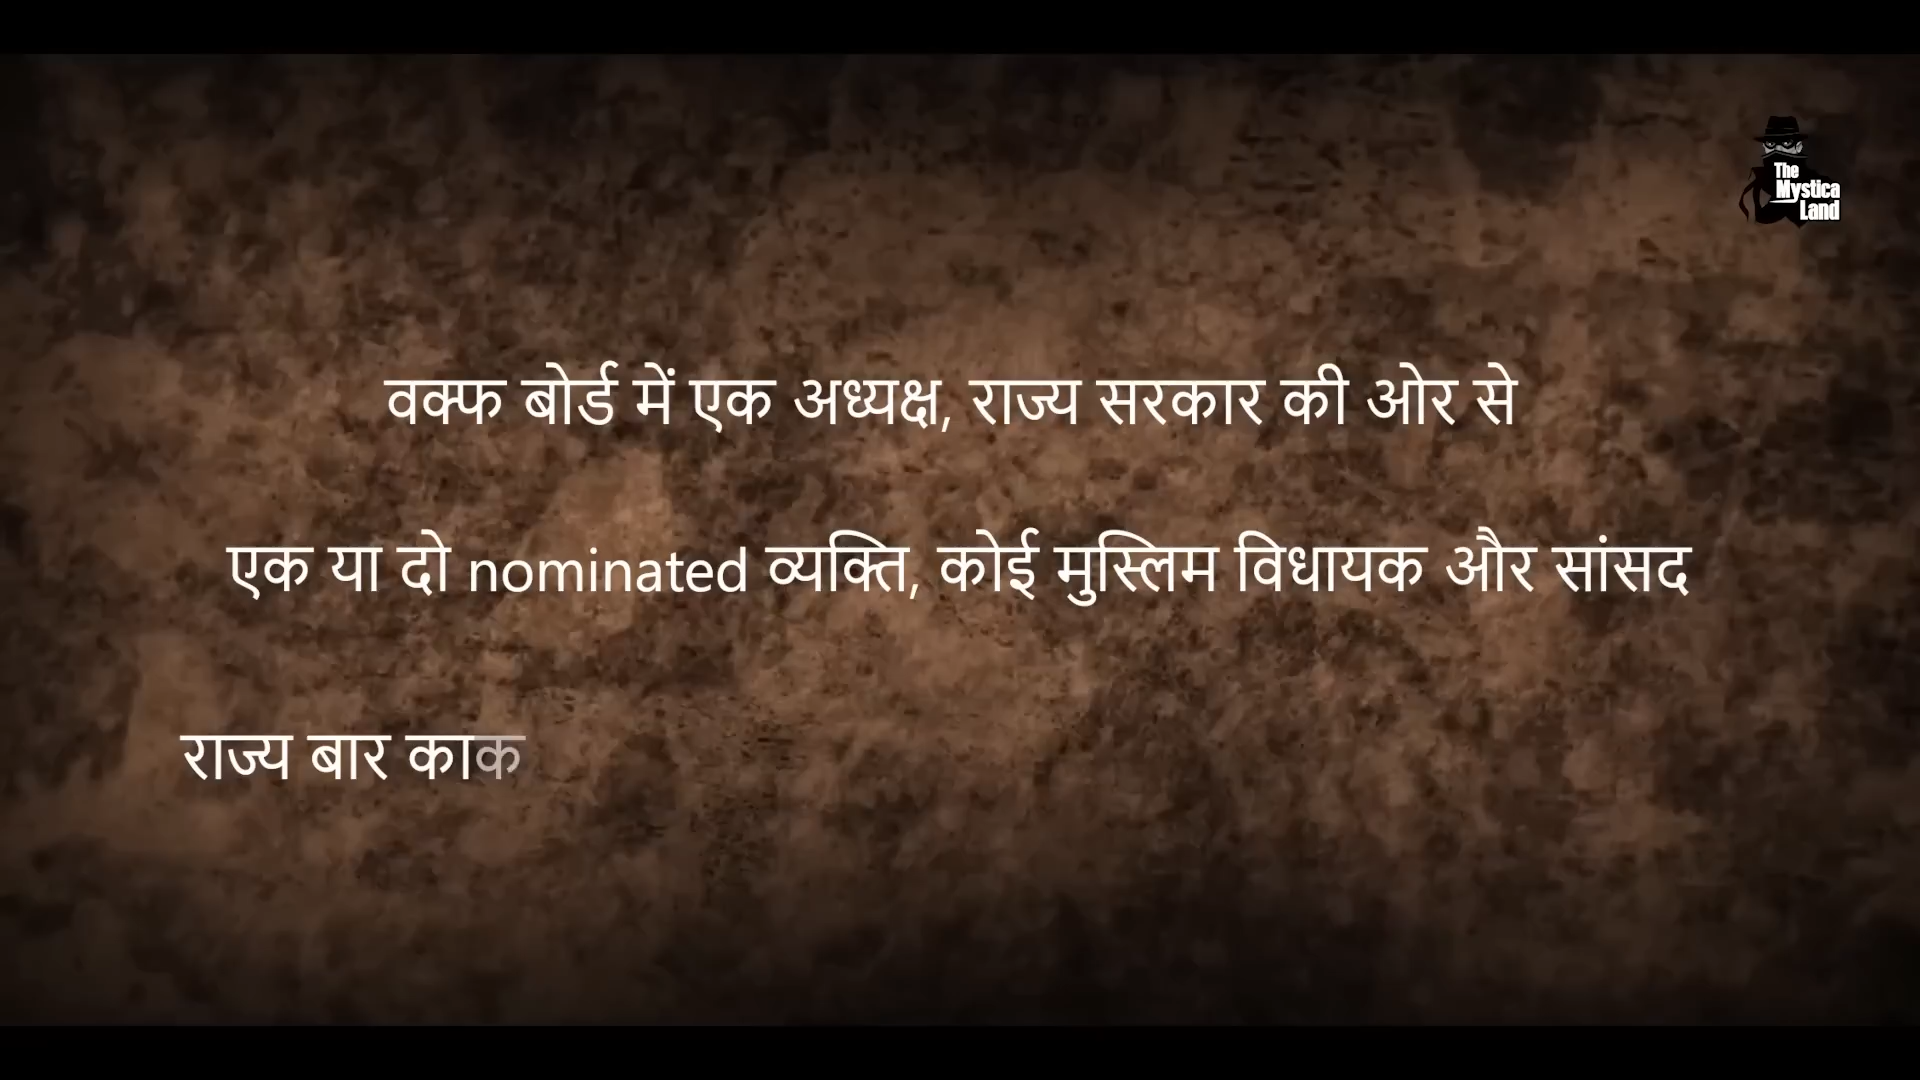 The
Mystica
Land
वक्फ बोर्ड में एक अध्यक्ष, राज्य सरकार की ओर से
एक या दो nominated व्यक्ति, कोई मुस्लिम विधायक और सांसद
राज्य बार काक